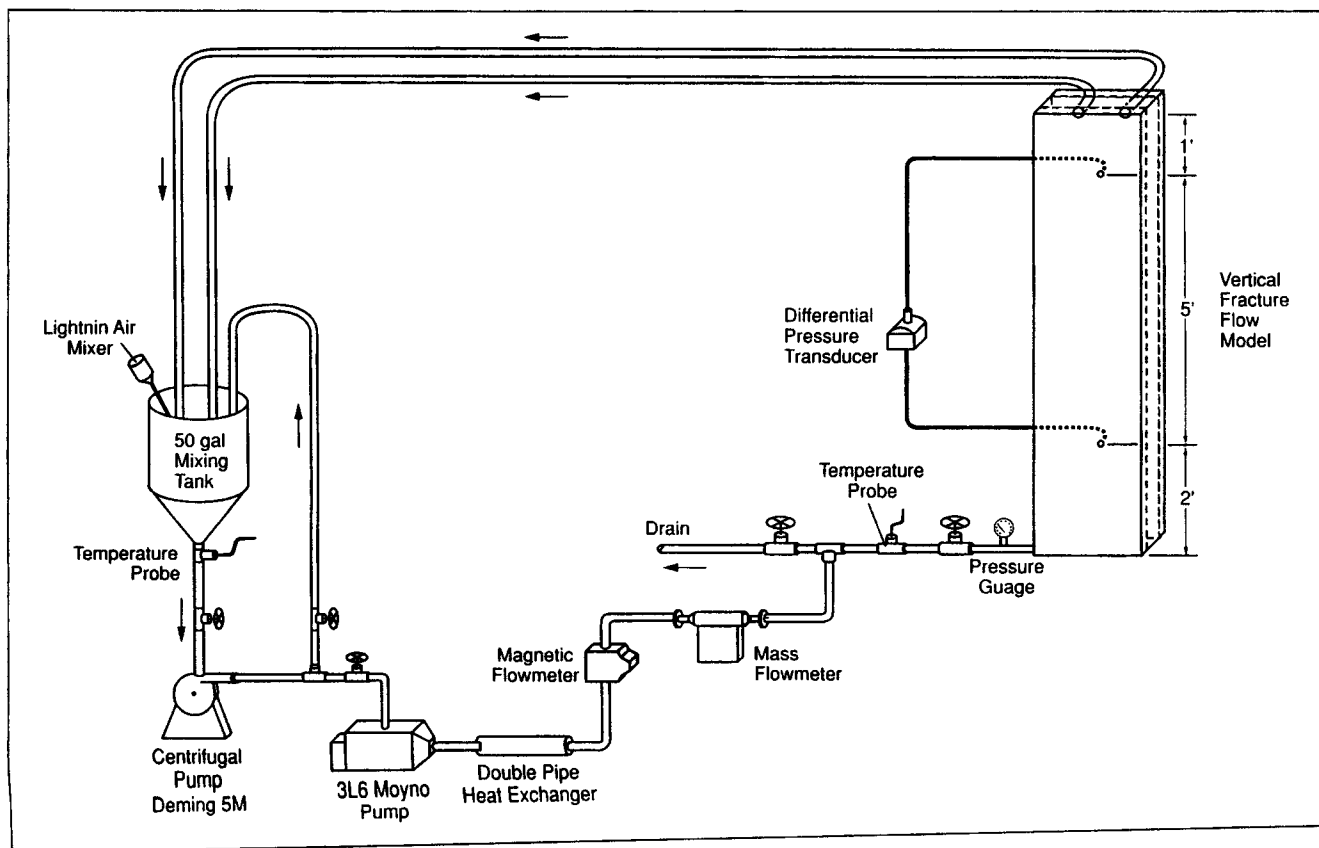 1'
Differential
Pressure
Transducer
5'
Vertical
Fracture
Flow
Model
Lightnin Air
Mixer
50 gal
Mixing
Tank
Temperature
Probe
2'
Drain
Temperature
Probe
Pressure
Guage
Magnetic
Flowmeter
Mass
Flowmeter
Centrifugal
Pump
Deming 5M
3L6 Moyno
Pump
Double Pipe
Heat Exchanger